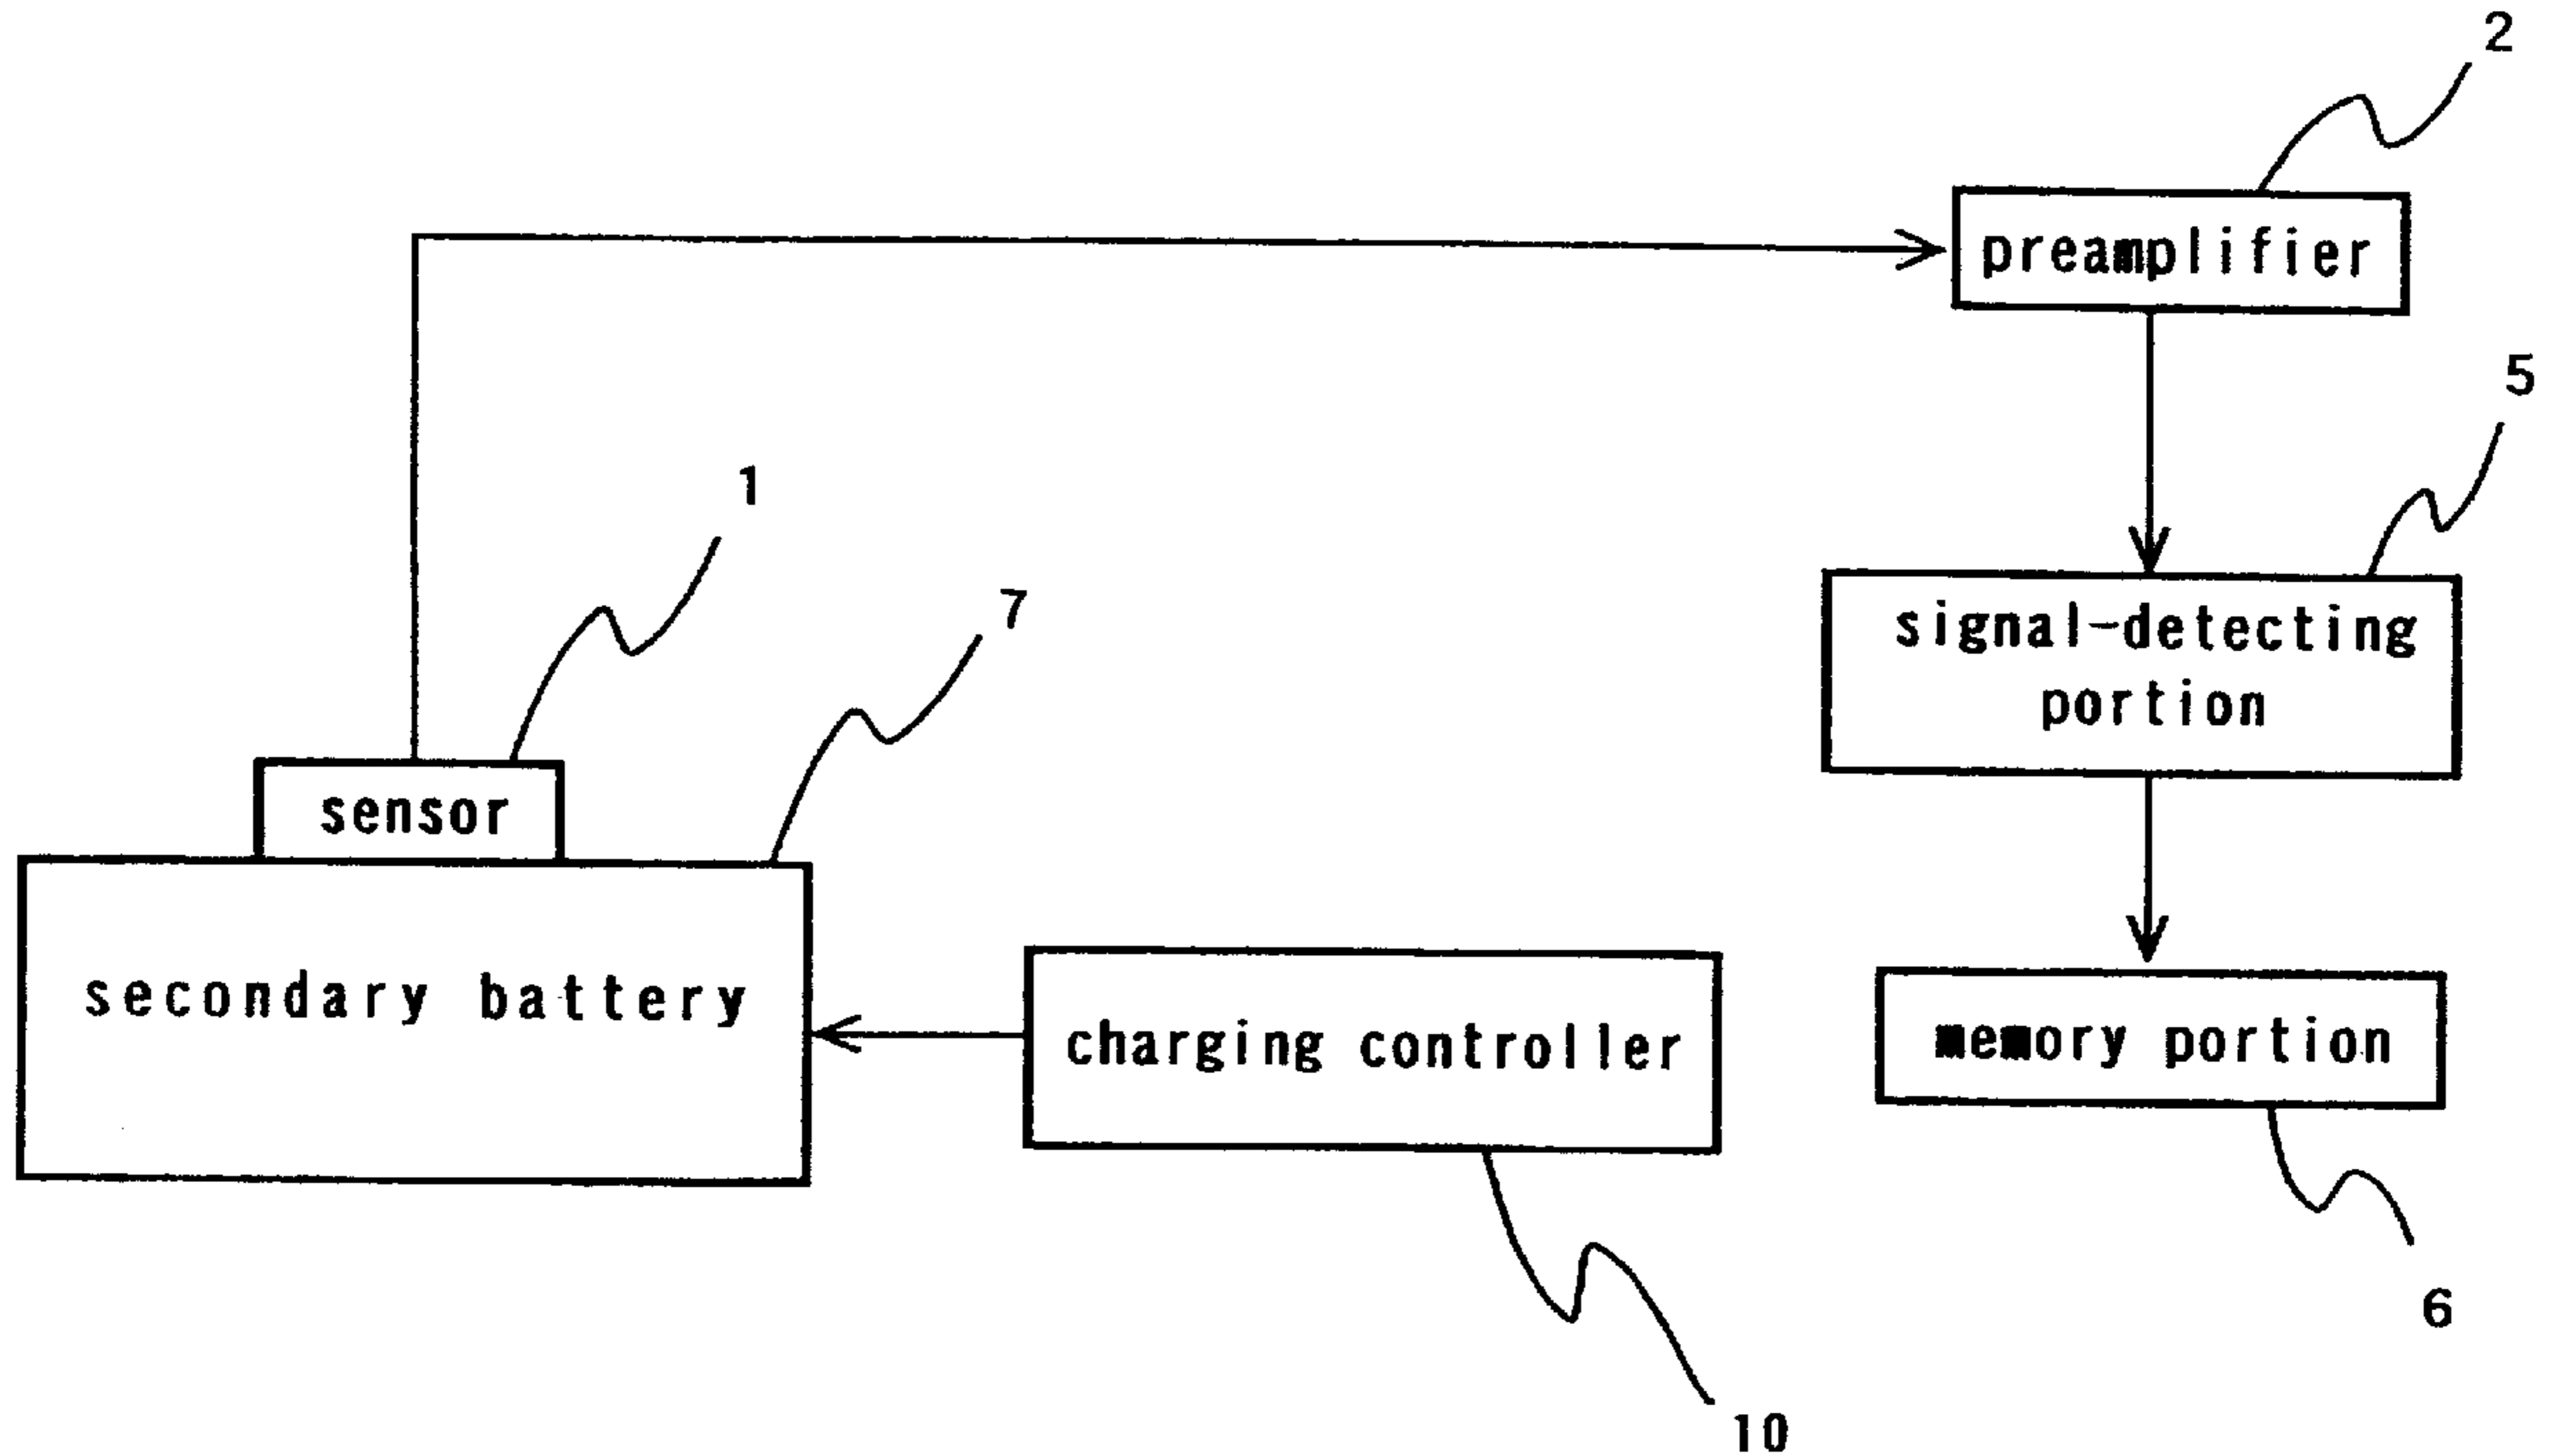 2
preamplifier
5
1
signal-detecting
portion
7
sensor
secondary battery
charging controller
memory portion
6
10